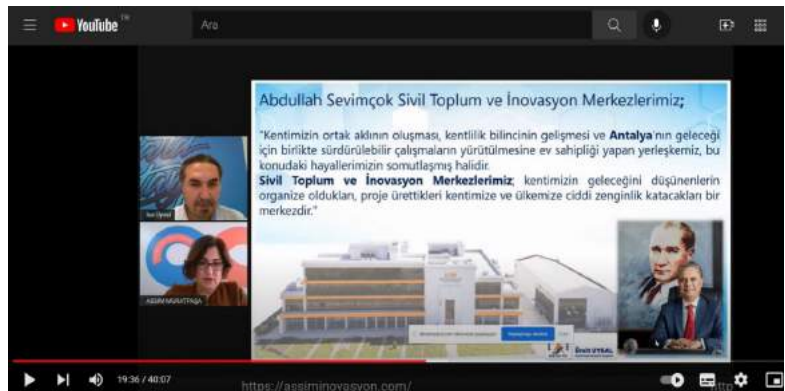 YouTube TR
Ara
Abdullah Sevimçok Sivil Toplum ve İnovasyon Merkezlerimiz;
"Kentimizin ortak aklının oluşması, kentlilik bilincinin gelişmesi ve Antalya'nın geleceği
için birlikte sürdürülebilir çalışmaların yürütülmesine ev sahipliği yapan yerleşkemiz, bu
konudaki hayallerimizin somutlaşmış halidir.
Sivil Toplum ve İnovasyon Merkezlerimiz; kentimizin geleceğini düşünenlerin
organize oldukları, proje ürettikleri kentimize ve ülkemize ciddi zenginlik katacakları bir
merkezdir."
ASSİM MURATPAŞA
Ümit UYSAL
19:36 / 40:07
https://assiminovasyon.com/
http